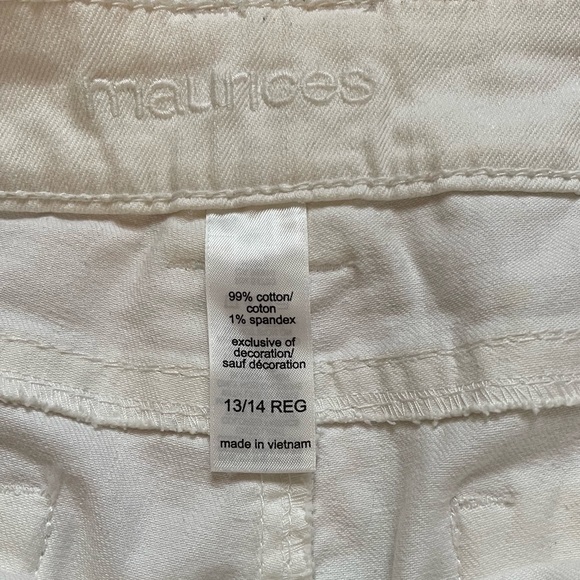 maurices
99% cotton/
coton
1% spandex
exclusive of
decoration/
sauf décoration
13/14 REG
made in vietnam